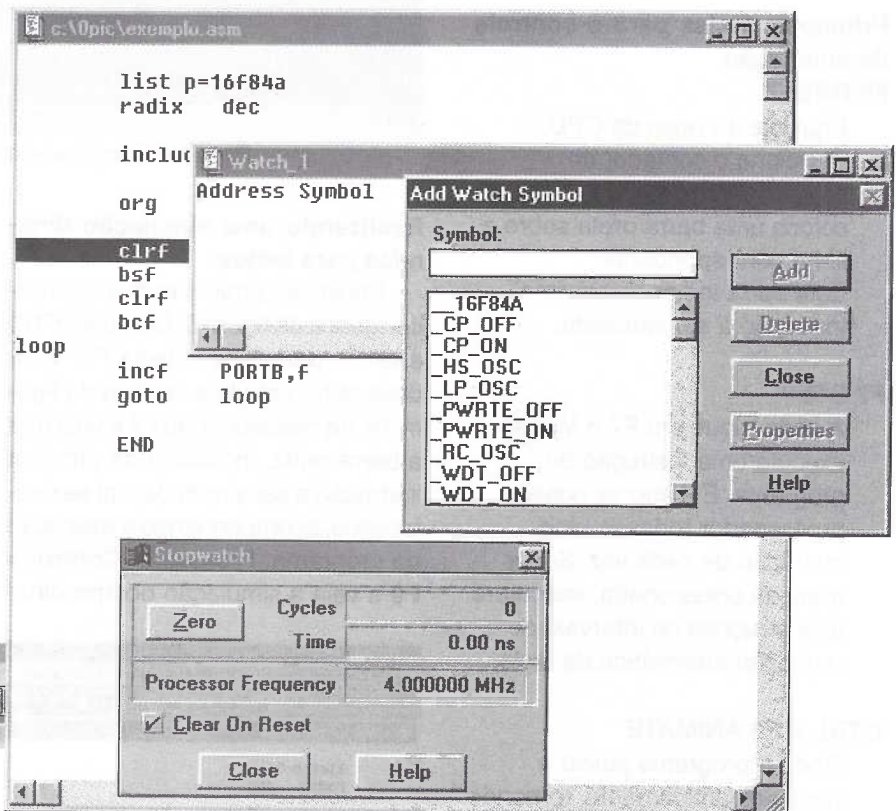 c:\0pic\exemplo.asm
list p=16f84a
radix dec
includ
org
clrf
bsf
clrf
bcf
loop
incf PORTB,f
goto loop
END
Watch_1
Address Symbol
Add Watch Symbol
Symbol:
__16F84A
_CP_OFF
_CP_ON
_HS_OSC
_LP_OSC
_PWRTE_OFF
_PWRTE_ON
_RC_OSC
_WDT_OFF
_WDT_ON
Add
Delete
Close
Properties
Help
Stopwatch
Zero
Cycles 0
Time 0.00 ns
Processor Frequency 4.000000 MHz
Clear On Reset
Close Help